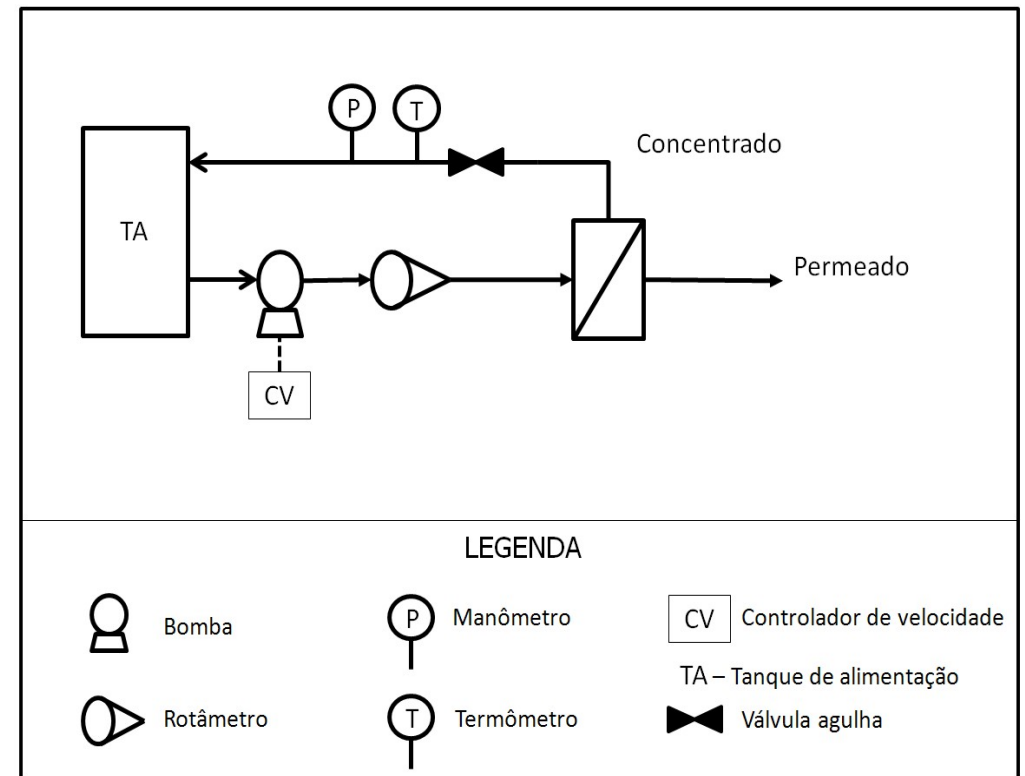 P
T
Concentrado
TA
Permeado
CV
LEGENDA
Bomba
P
Manômetro
CV
Controlador de velocidade
TA – Tanque de alimentação
Rotâmetro
T
Termômetro
Válvula agulha